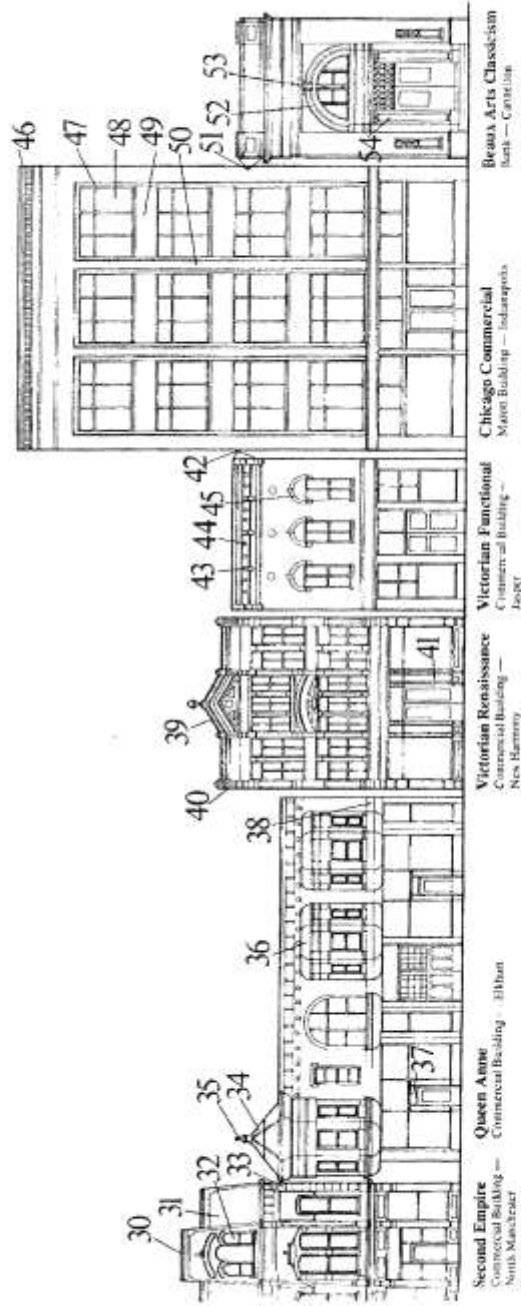 30
31
32
33
34
35
36
37
38
39
40
41
42
43
44
45
46
47
48
49
50
51
52
53
54
Second Empire
Commercial Building —
North Manchester
Queen Anne
Commercial Building - Elkhart
Victorian Renaissance
Commercial Building —
New Harmony
Victorian Functional
Commercial Building —
Jasper
Chicago Commercial
Building — Indianapolis
Beaux Arts Classicism
Bank — Cannelton